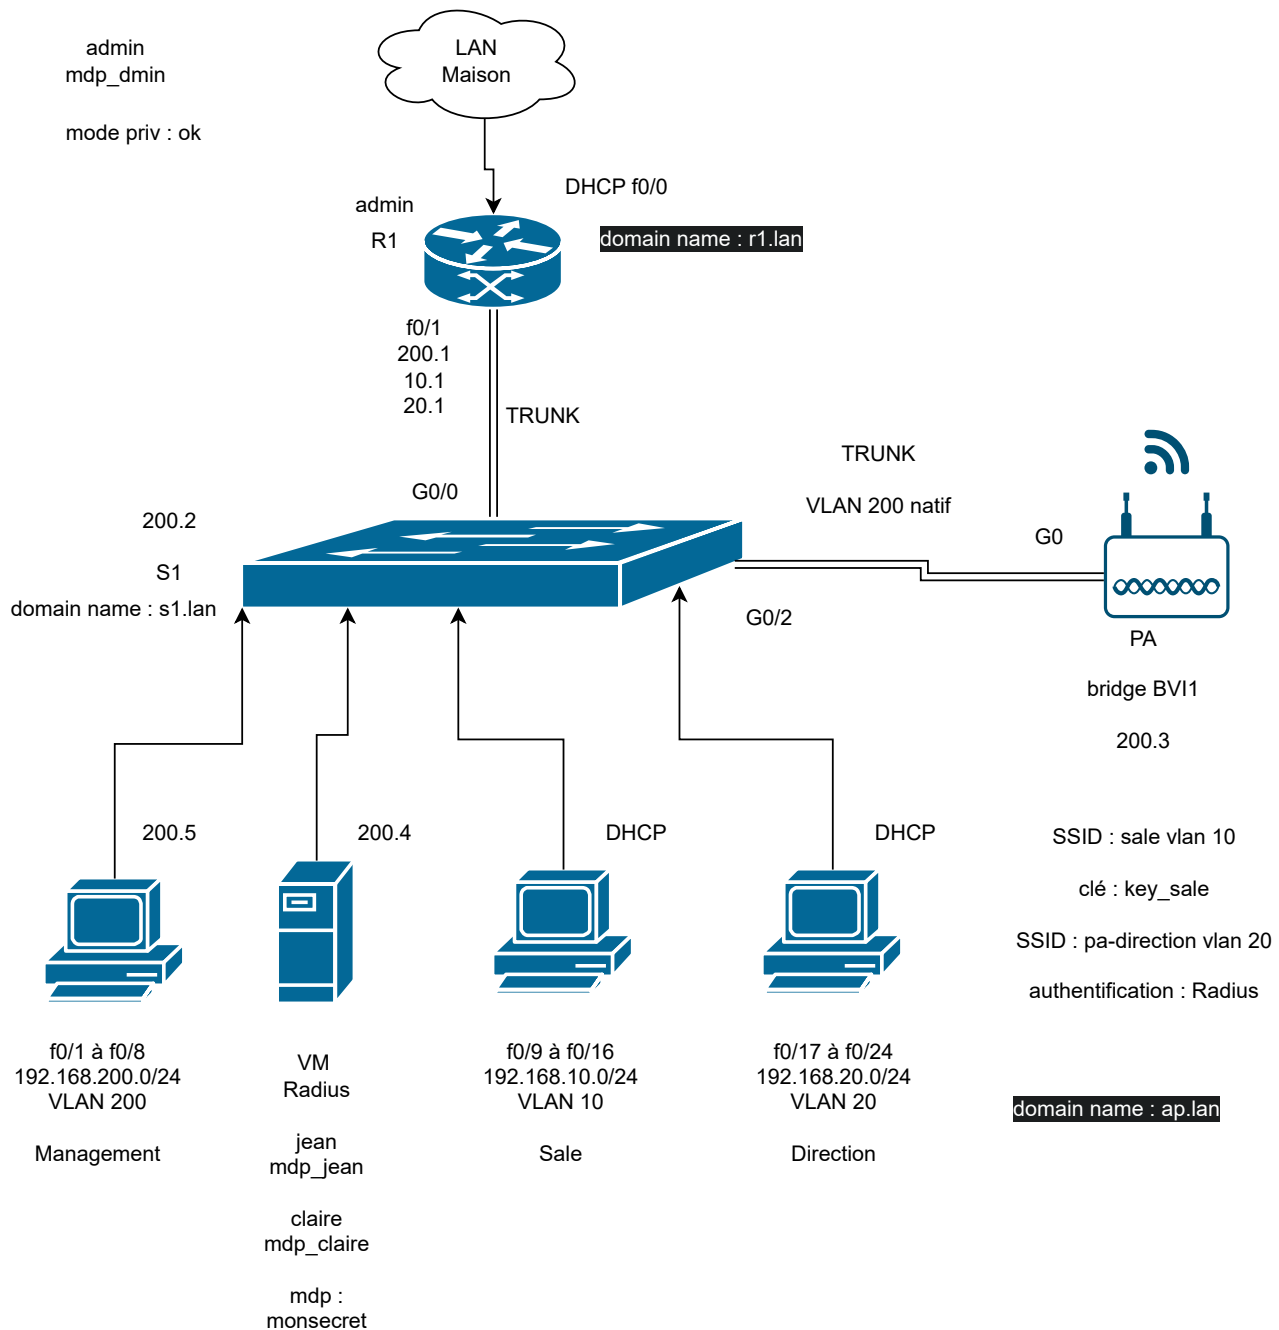 admin
mdp_dmin
mode priv : ok
LAN
Maison
DHCP f0/0
admin
R1
domain name : r1.lan
f0/1
200.1
10.1
20.1
TRUNK
G0/0
TRUNK
VLAN 200 natif
G0
200.2
S1
domain name : s1.lan
G0/2
PA
bridge BVI1
200.3
200.5
200.4
DHCP
DHCP
SSID : sale vlan 10
clé : key_sale
SSID : pa-direction vlan 20
authentification : Radius
f0/1 à f0/8
192.168.200.0/24
VLAN 200
Management
VM
Radius
jean
mdp_jean
claire
mdp_claire
mdp :
monsecret
f0/9 à f0/16
192.168.10.0/24
VLAN 10
Sale
f0/17 à f0/24
192.168.20.0/24
VLAN 20
Direction
domain name : ap.lan